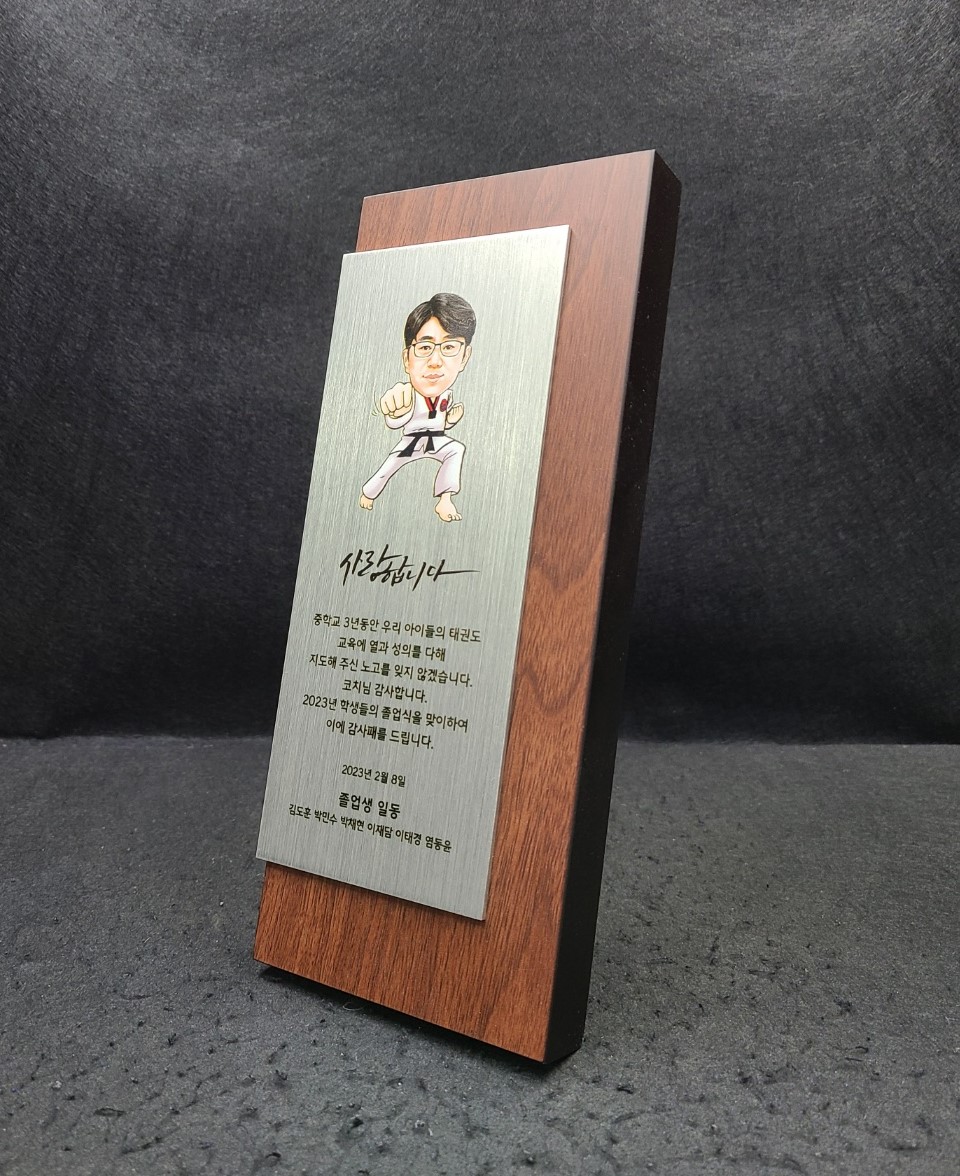 사랑합니다
중학교 3년동안 우리 아이들의 태권도
교육에 열과 성의를 다해
지도해 주신 노고를 잊지 않겠습니다.
코치님 감사합니다.
2023년 학생들의 졸업식을 맞이하여
이에 감사패를 드립니다.
2023년 2월 8일
졸업생 일동
김도훈 박민수 박채현 이재담 이태경 염동윤